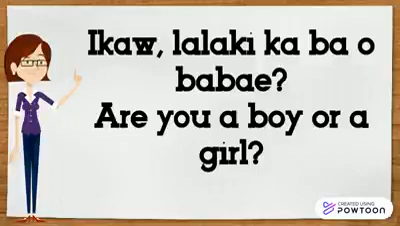 Ikaw, lalaki ka ba o
babae?
Are you a boy or a
girl?
CREATED USING
POWTOON